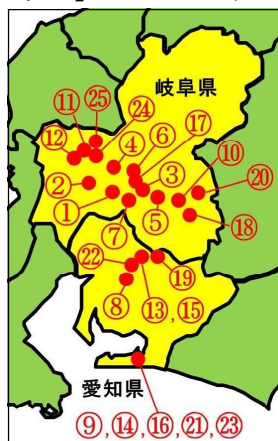 岐阜県
⑪ ㉕ ㉔
⑫ ④ ⑥ ⑰
② ③ ⑩ ⑳
① ⑦ ⑤ ⑱
㉒ ⑲
⑧ ⑬,⑮
愛知県
⑨,⑭,⑯,㉑,㉓